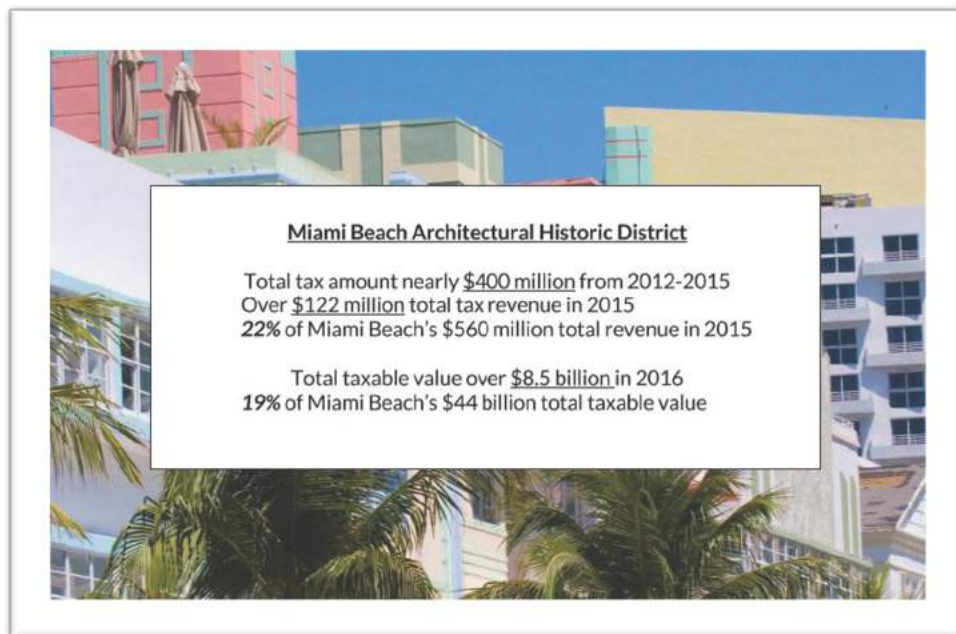 Miami Beach Architectural Historic District
Total tax amount nearly $400 million from 2012-2015
Over $122 million total tax revenue in 2015
22% of Miami Beach's $560 million total revenue in 2015
Total taxable value over $8.5 billion in 2016
19% of Miami Beach's $44 billion total taxable value